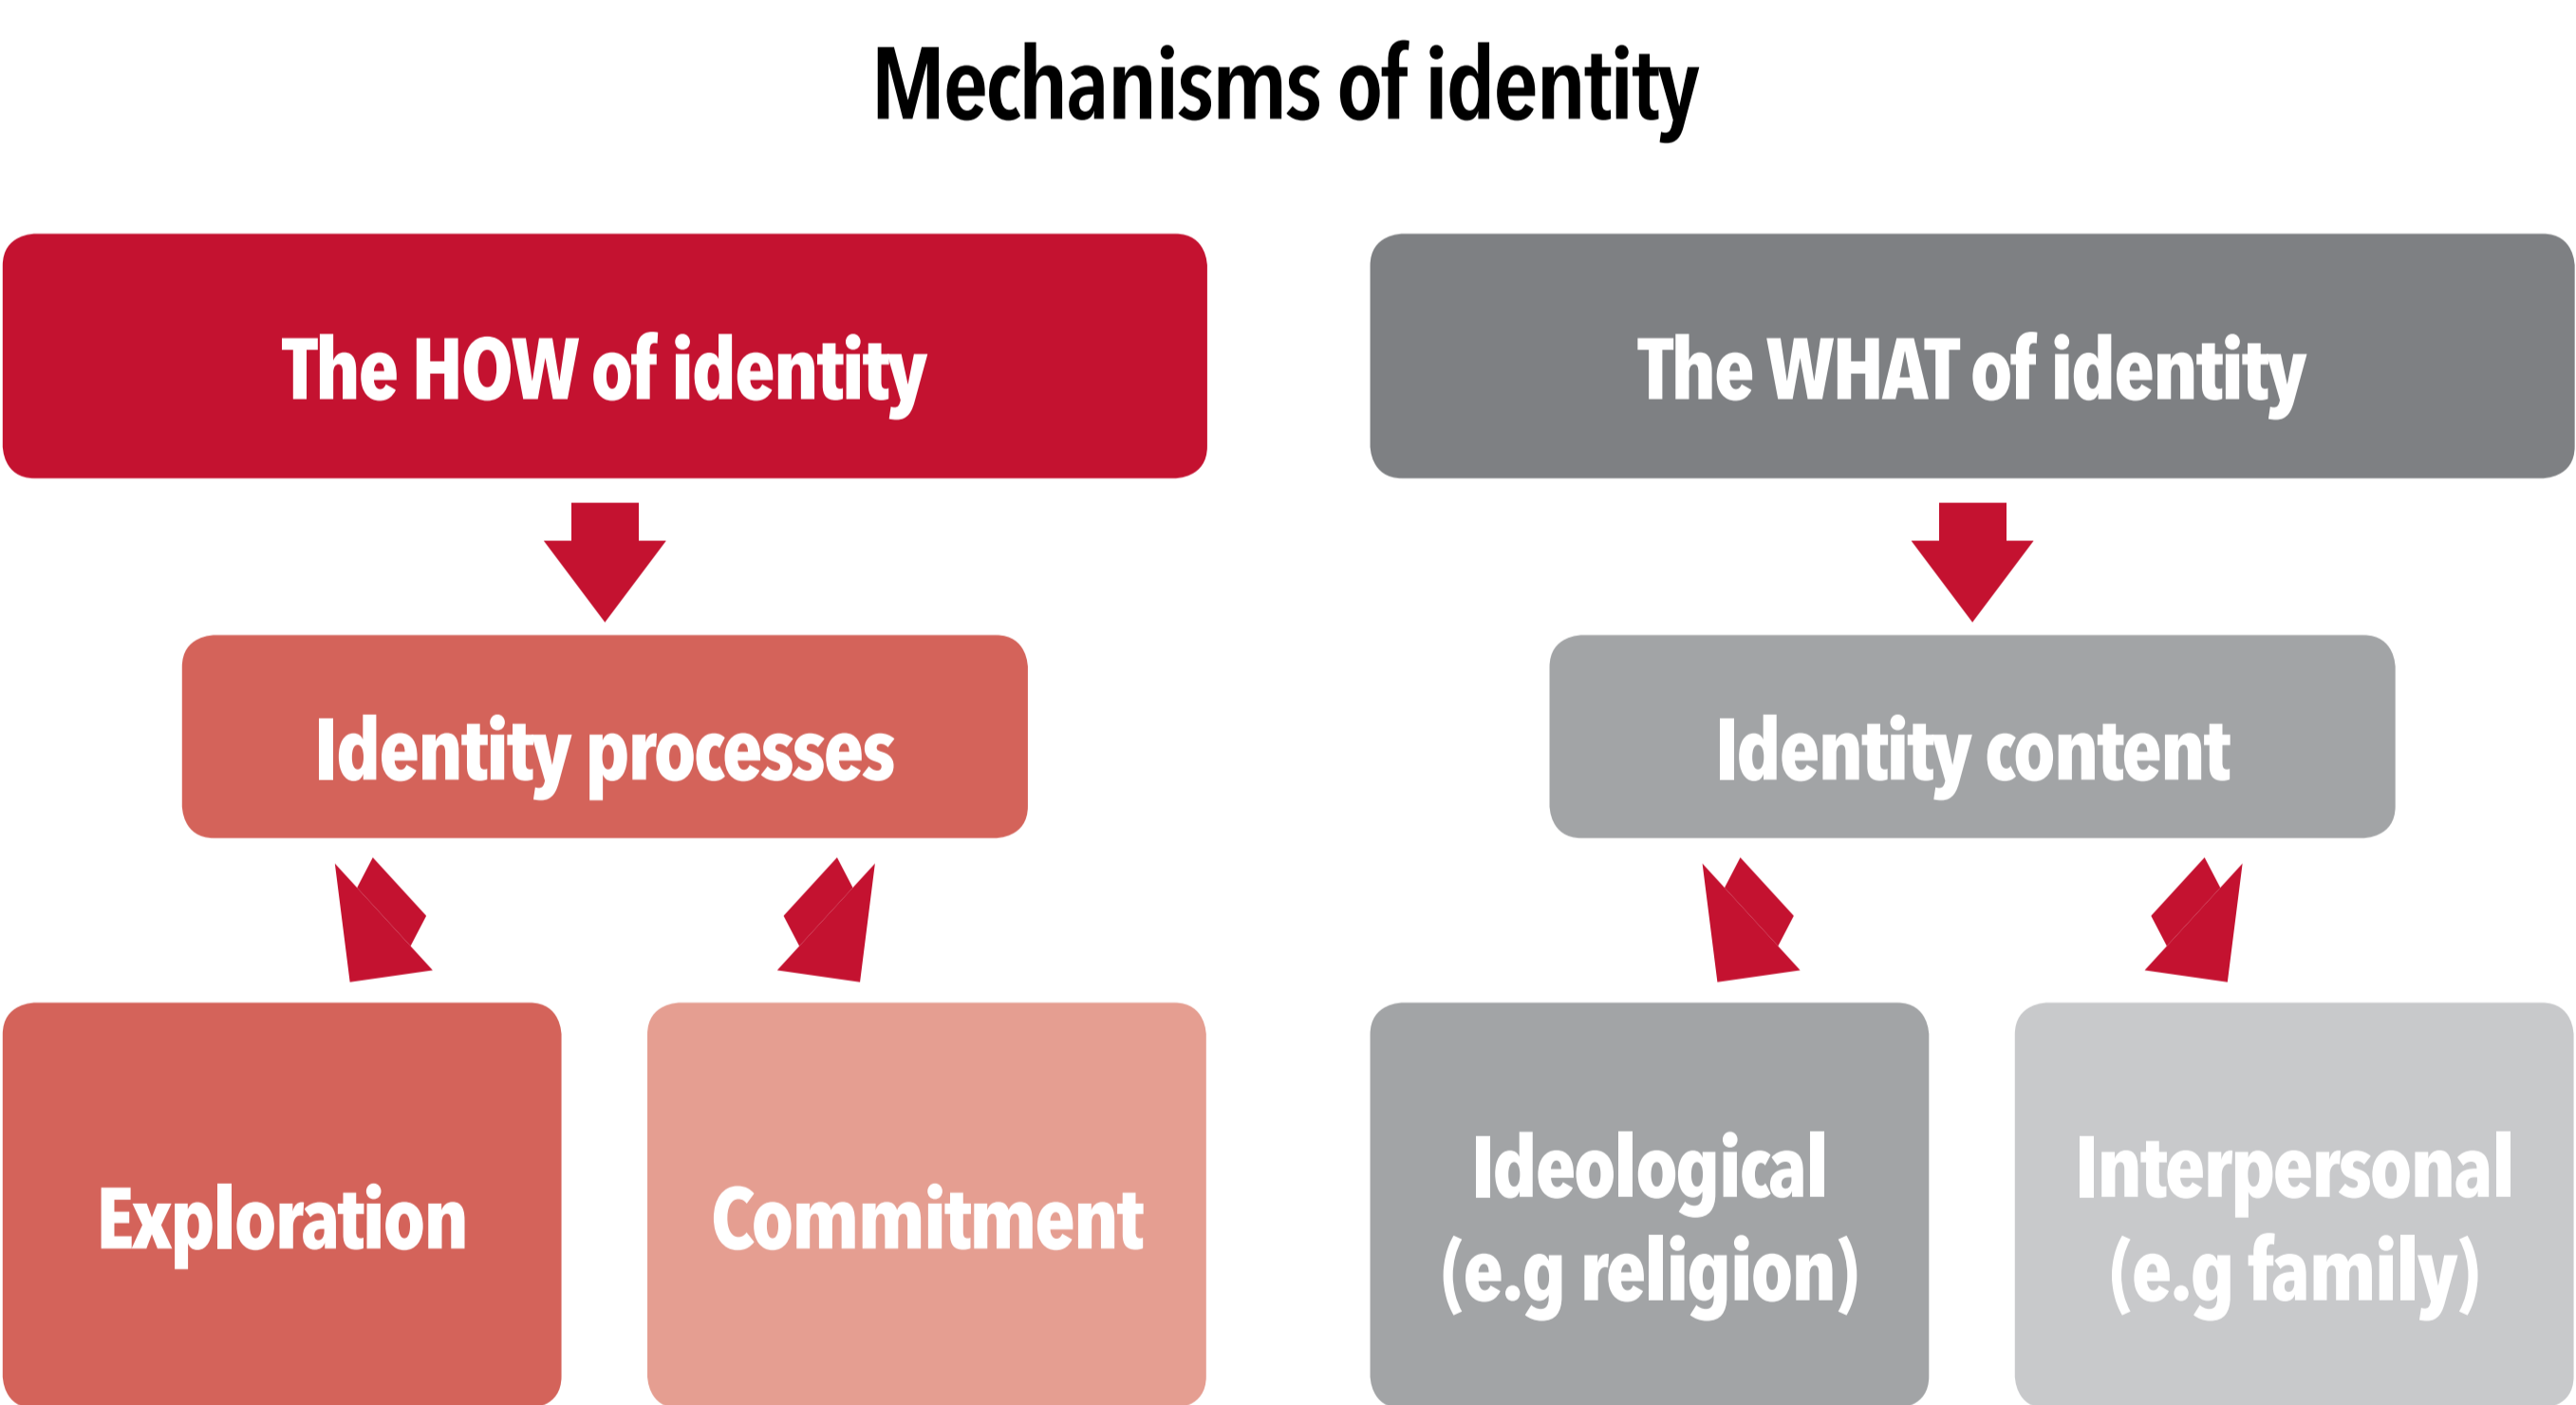 Mechanisms of identity
The HOW of identity
The WHAT of identity
Identity processes
Identity content
Exploration
Commitment
Ideological
(e.g religion)
Interpersonal
(e.g family)